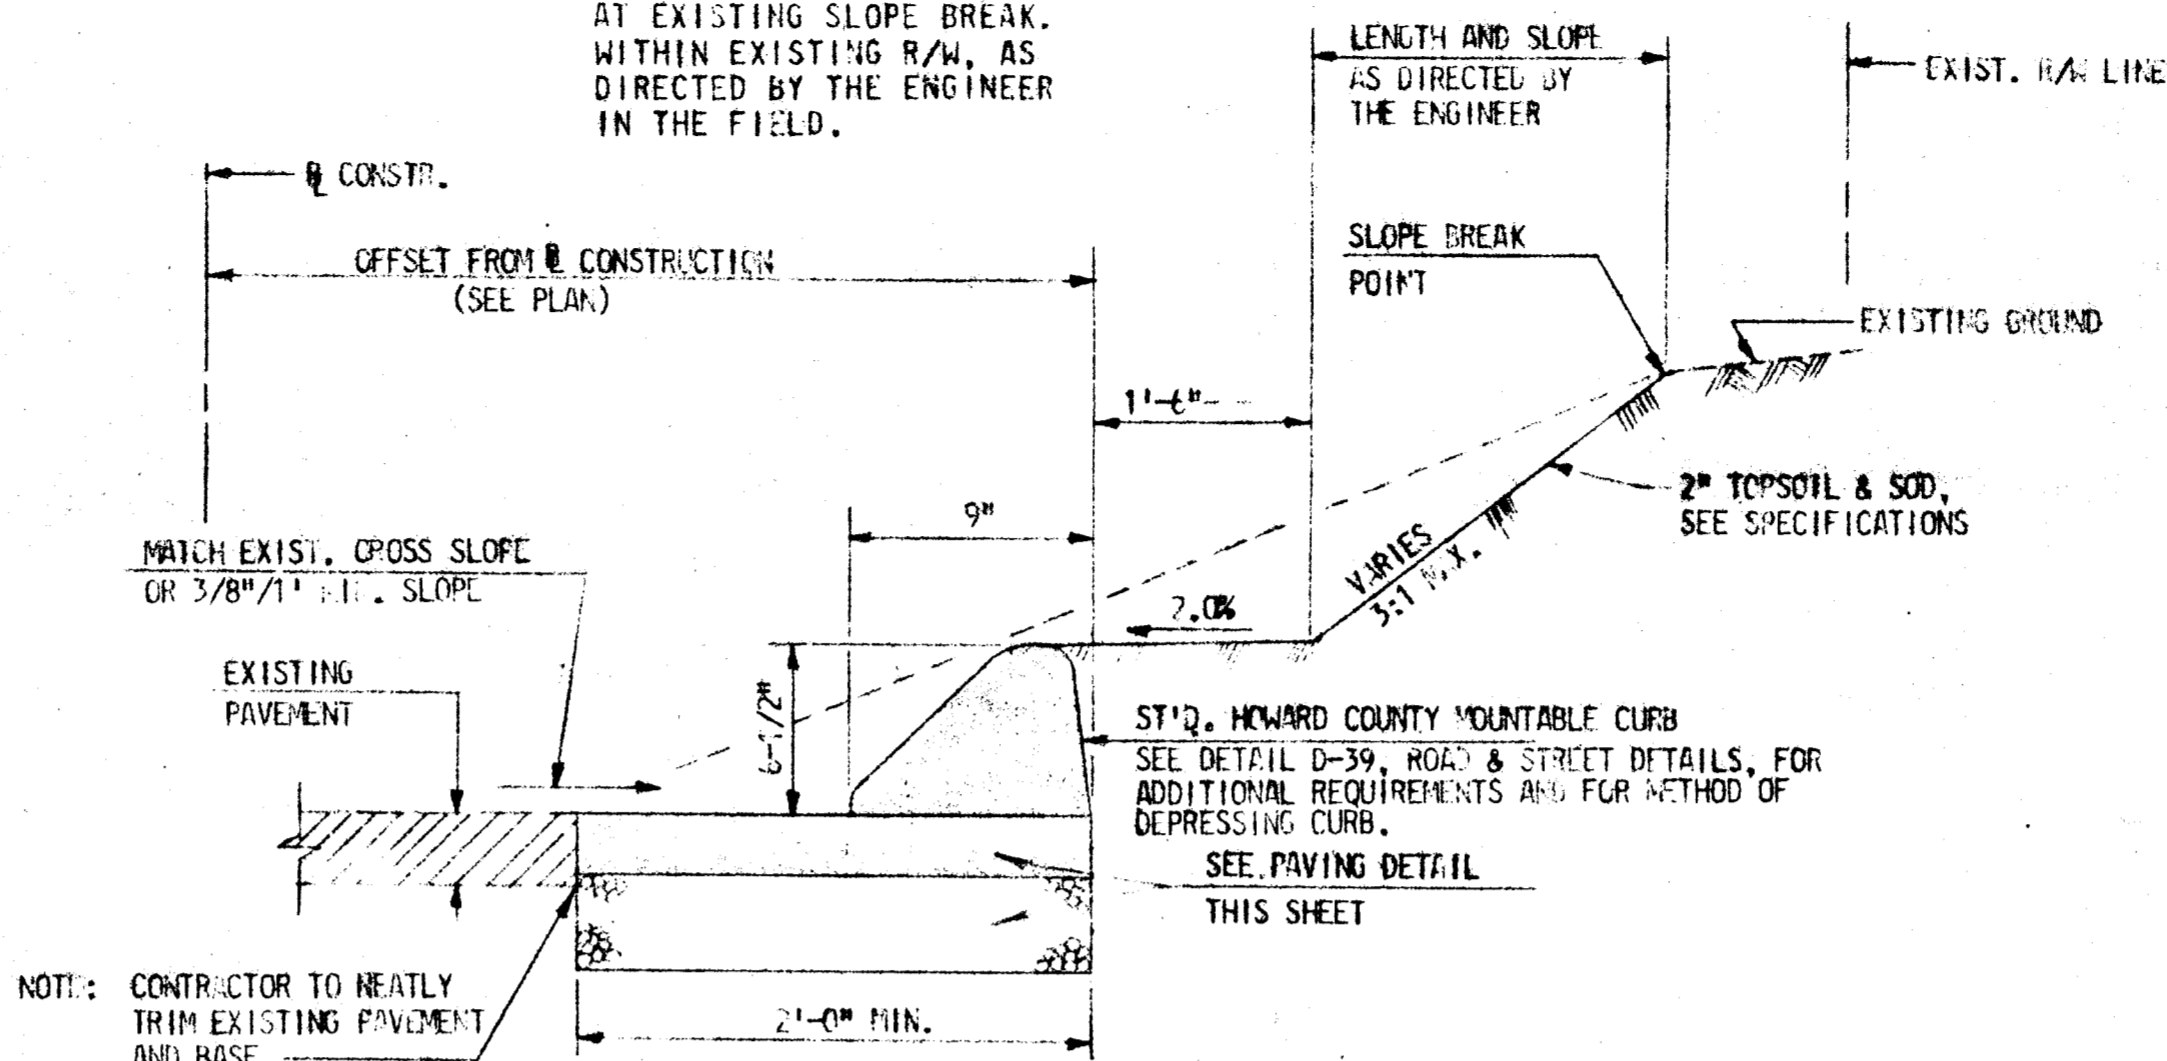 AT EXISTING SLOPE BREAK.
WITHIN EXISTING R/W, AS
DIRECTED BY THE ENGINEER
IN THE FIELD.
LENGTH AND SLOPE
AS DIRECTED BY
THE ENGINEER
EXIST. R/W LINE
CONSTR.
OFFSET FROM CONSTRUCTION
(SEE PLAN)
SLOPE BREAK
POINT
EXISTING GROUND
1'-6"
9"
2" TOPSOIL & SOD,
SEE SPECIFICATIONS
VARIES
3:1
MATCH EXIST. CROSS SLOPE
OR 3/8"/1' SLOPE
2.0%
EXISTING
PAVEMENT
6-1/2"
ST'D. HOWARD COUNTY MOUNTABLE CURB
SEE DETAIL D-39, ROAD & STREET DETAILS, FOR
ADDITIONAL REQUIREMENTS AND FOR METHOD OF
DEPRESSING CURB.
SEE PAVING DETAIL
THIS SHEET
NOTE: CONTRACTOR TO NEATLY
TRIM EXISTING PAVEMENT
AND BASE
2'-0" MIN.